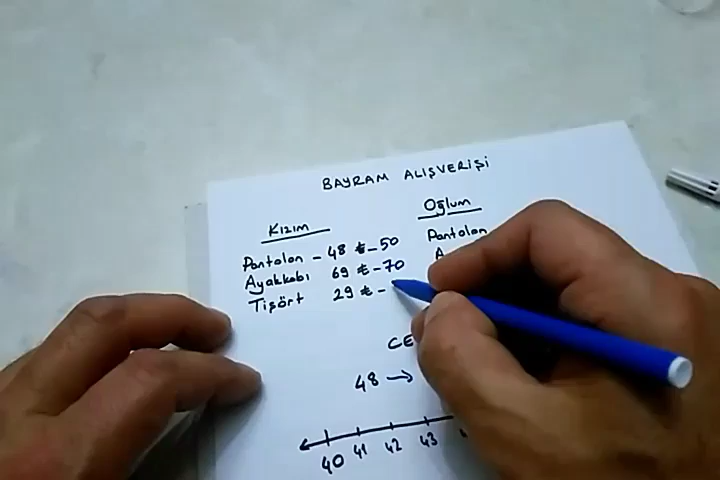 BAYRAM ALIŞVERİŞİ
Kızım
Pantolon - 48 ₺ - 50
Ayakkabı 69 ₺ - 70
Tişört 29 ₺ -
Oğlum
Pantolon
48 →
40 41 42 43